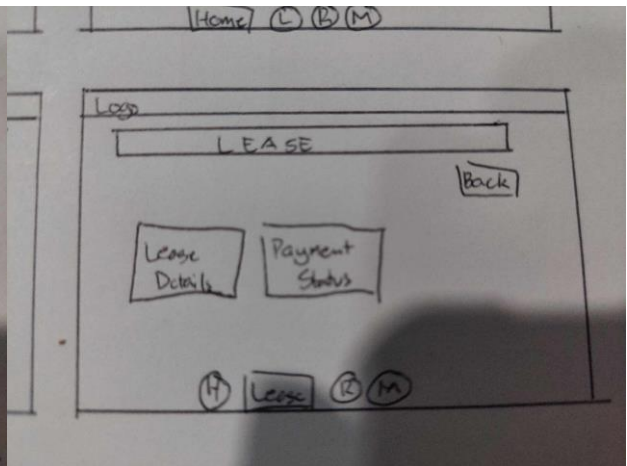 Home L B M
Logo
LEASE
Back
Lease
Details
Payment
Status
H Lease R M